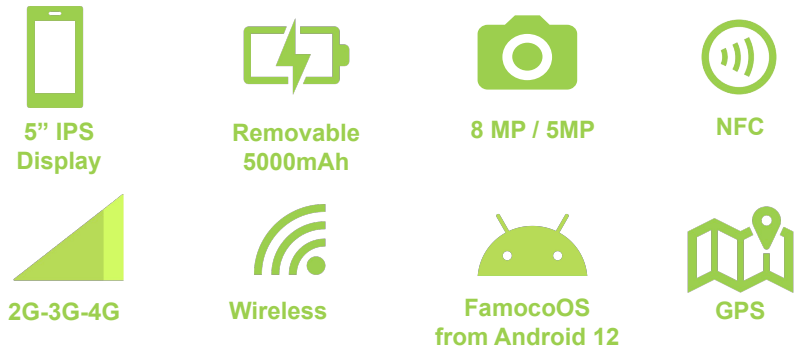 5” IPS
Display
Removable
5000mAh
8 MP / 5MP
NFC
2G-3G-4G
Wireless
FamocoOS
from Android 12
GPS